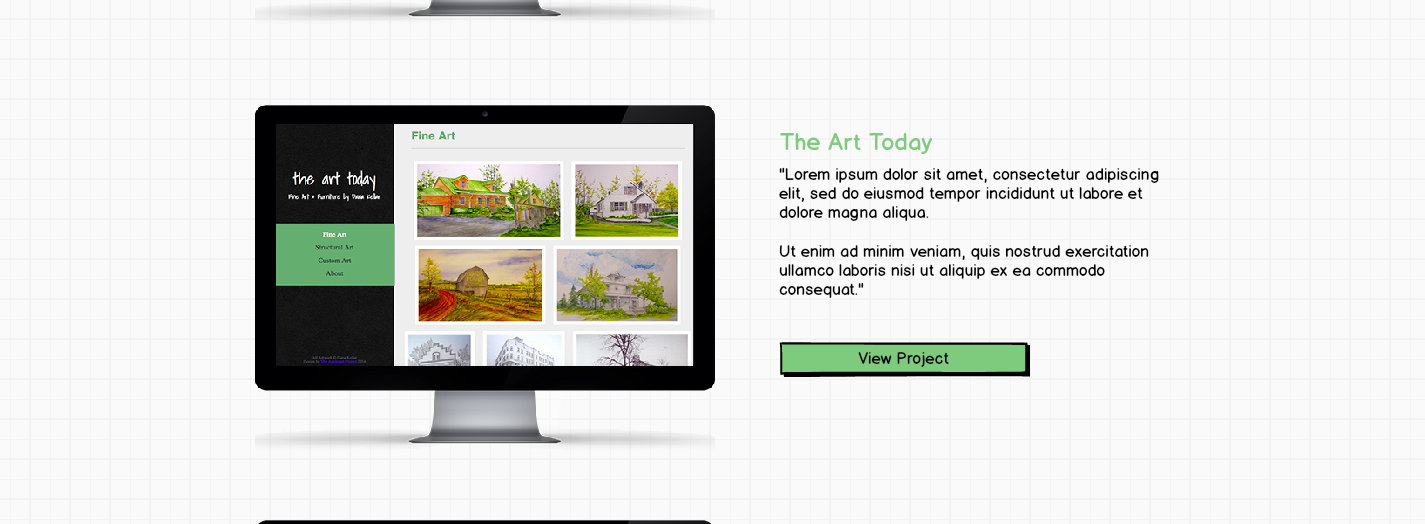 Fine Art
the art today
Fine Art + Furniture by
Fine Art
Structural Art
Custom Art
About
The Art Today
"Lorem ipsum dolor sit amet, consectetur adipiscing
elit, sed do eiusmod tempor incididunt ut labore et
dolore magna aliqua.
Ut enim ad minim veniam, quis nostrud exercitation
ullamco laboris nisi ut aliquip ex ea commodo
consequat."
View Project